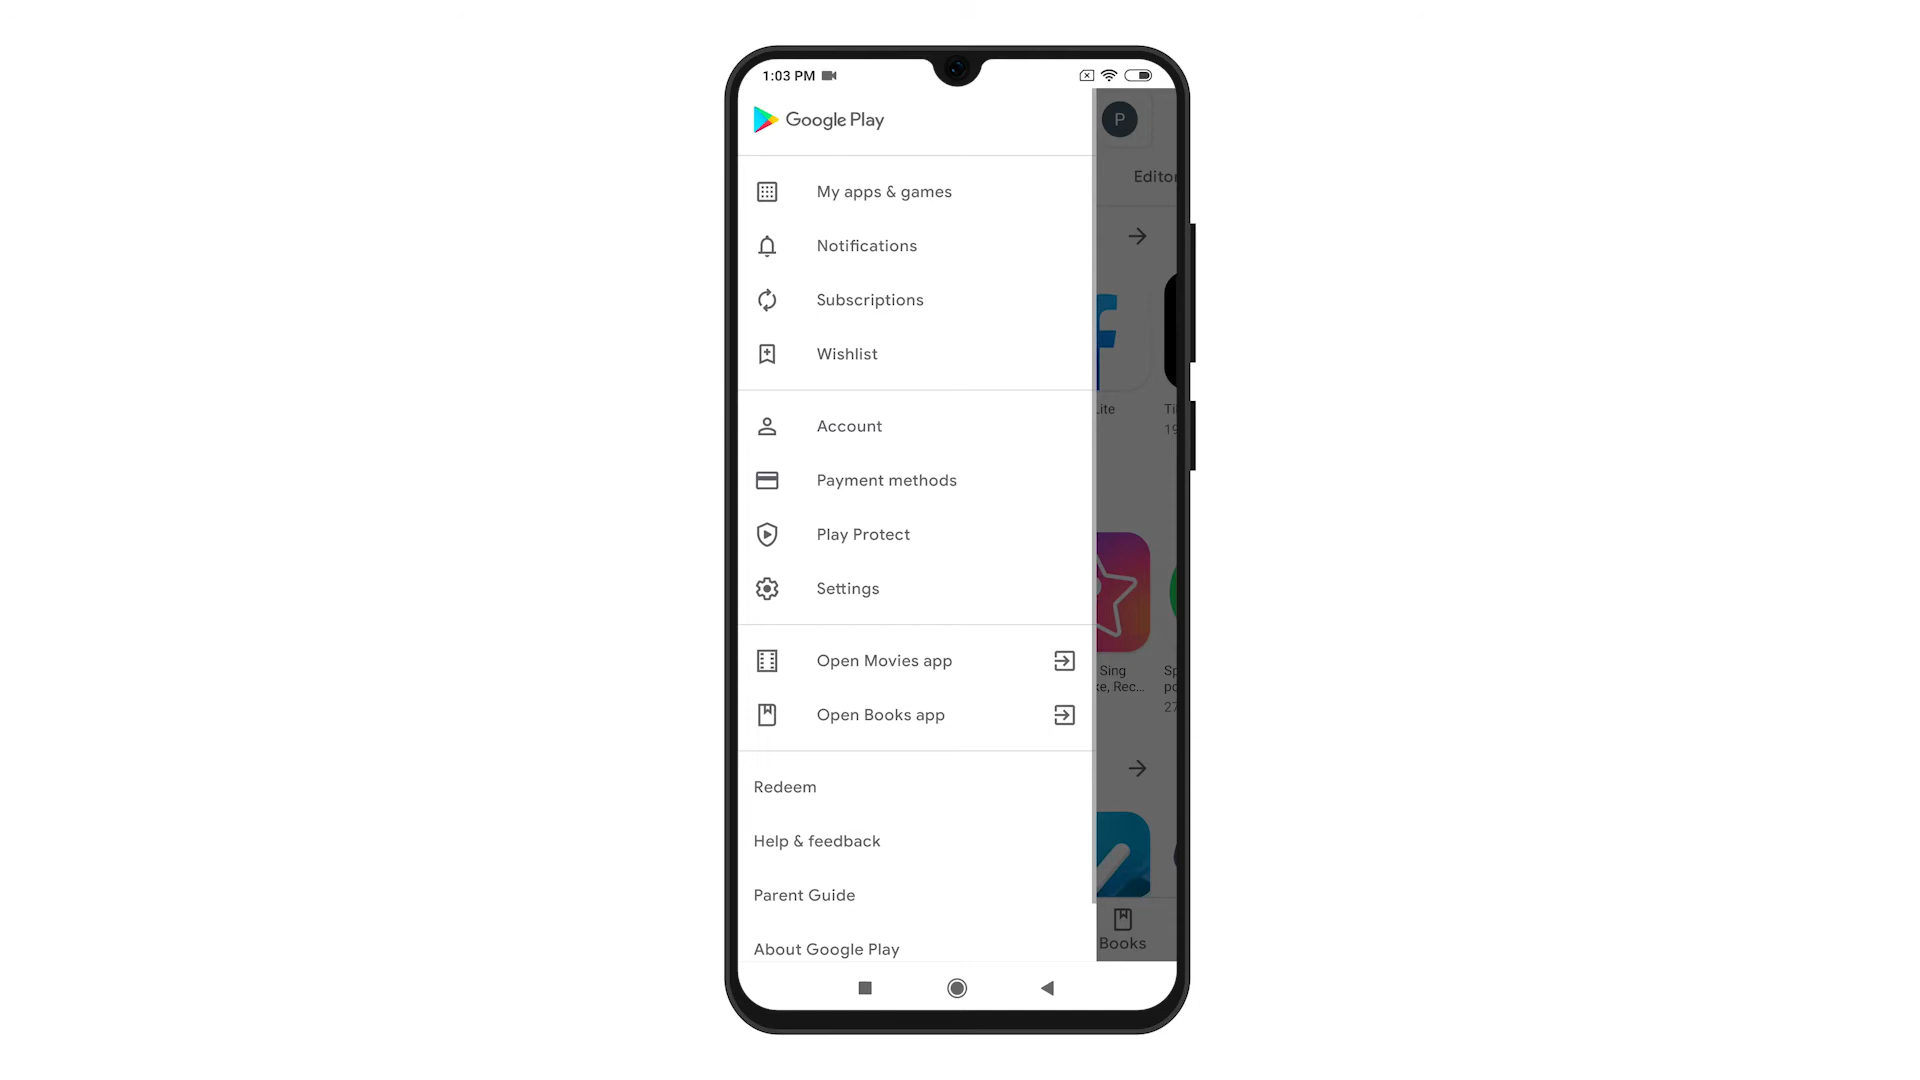 1:03 PM
Google Play
P
My apps & games
Editor
Notifications
Subscriptions
Wishlist
Account
Lite
Payment methods
Play Protect
Settings
Open Movies app
Sing
ke, Rec...
Open Books app
Redeem
Help & feedback
Parent Guide
About Google Play
Books